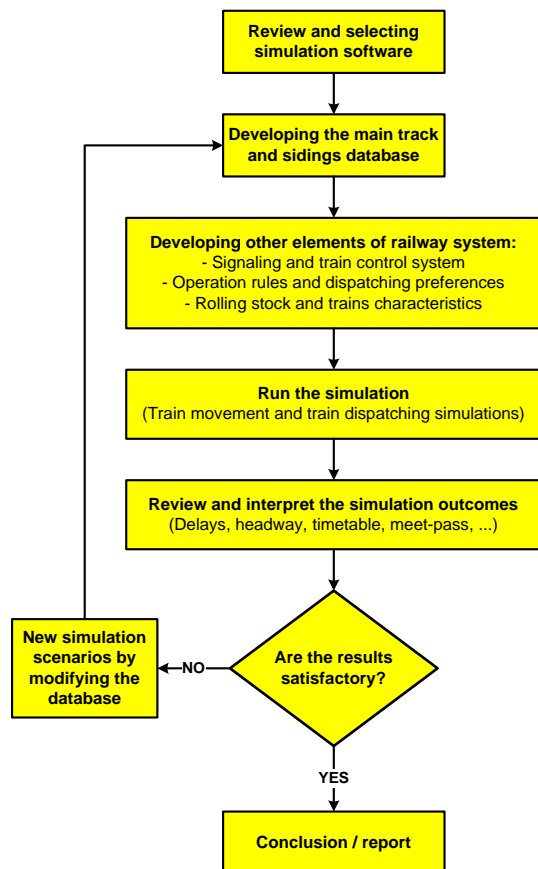 Review and selecting
simulation software
Developing the main track
and sidings database
Developing other elements of railway system:
- Signaling and train control system
- Operation rules and dispatching preferences
- Rolling stock and trains characteristics
Run the simulation
(Train movement and train dispatching simulations)
Review and interpret the simulation outcomes
(Delays, headway, timetable, meet-pass, ...)
Are the results
satisfactory?
NO
New simulation
scenarios by
modifying the
database
YES
Conclusion / report